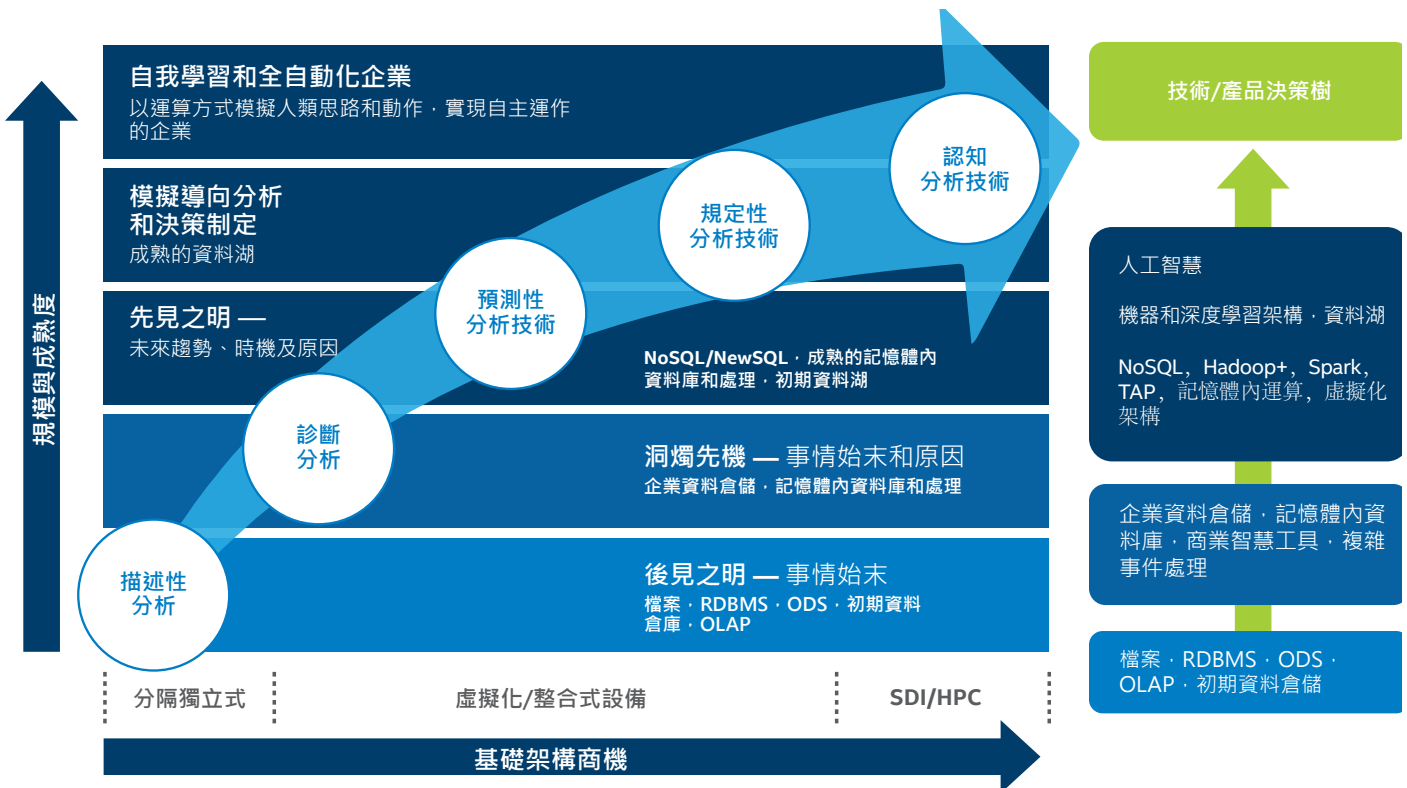 自我學習和全自動化企業
以運算方式模擬人類思路和動作，實現自主運作
的企業
技術/產品決策樹
認知
分析技術
模擬導向分析
和決策制定
成熟的資料湖
規定性
分析技術
人工智慧
機器和深度學習架構，資料湖
NoSQL，Hadoop+，Spark，
TAP，記憶體內運算，虛擬化
架構
規模與成熟度
先見之明 —
未來趨勢、時機及原因
預測性
分析技術
NoSQL/NewSQL，成熟的記憶體內
資料庫和處理，初期資料湖
診斷
分析
洞燭先機 — 事情始末和原因
企業資料倉儲，記憶體內資料庫和處理
企業資料倉儲，記憶體內資
料庫，商業智慧工具，複雜
事件處理
描述性
分析
後見之明 — 事情始末
檔案，RDBMS，ODS，初期資料
倉庫，OLAP
檔案，RDBMS，ODS，
OLAP，初期資料倉儲
分隔獨立式
虛擬化/整合式設備
SDI/HPC
基礎架構商機